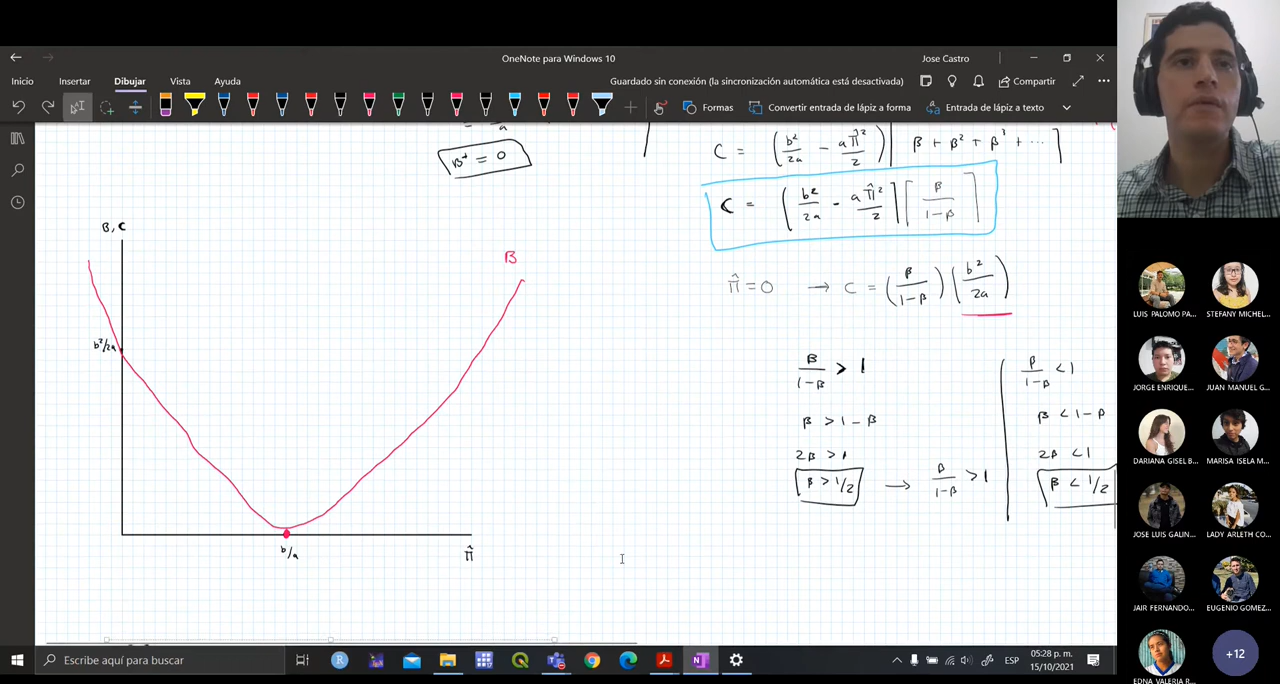 OneNote para Windows 10
Jose Castro
Inicio Insertar Dibujar Vista Ayuda
Guardado sin conexión (la sincronización automática está desactivada)
Compartir
Formas
Convertir entrada de lápiz a forma
Entrada de lápiz a texto
a
B* = 0
C = (b²/2a - aπ̂²/2) [β + β² + β³ + ...]
C = [b²/2a - aπ̂²/2] [β/1-β]
π̂ = 0 → C = (β/1-β) (b²/2a)
B, C
B
b²/2a
b/a
π̂
β/1-β > 1
β > 1 - β
2β > 1
β > 1/2 → β/1-β > 1
β/1-β < 1
β < 1 - β
2β < 1
β < 1/2
LUIS PALOMO PA...
STEFANY MICHEL...
JORGE ENRIQUE...
JUAN MANUEL G...
DARIANA GISEL B...
MARISA ISELA M...
JOSE LUIS GALIN...
LADY ARLETH CO...
JAIR FERNANDO...
EUGENIO GOMEZ...
EDNA VALERIA R...
+12
Escribe aquí para buscar
ESP
05:28 p. m.
15/10/2021